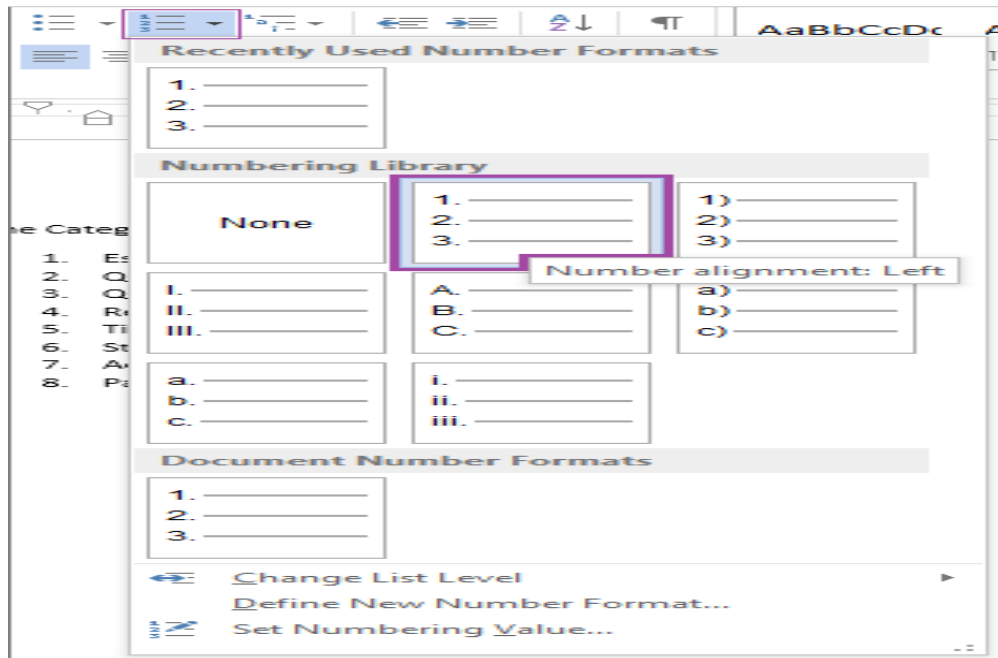 AaBbCcDc
Recently Used Number Formats
1.
2.
3.
Numbering Library
None
1.
2.
3.
1)
2)
3)
Number alignment: Left
I.
II.
III.
A.
B.
C.
a)
b)
c)
a.
b.
c.
i.
ii.
iii.
Document Number Formats
1.
2.
3.
Change List Level
Define New Number Format...
Set Numbering Value...
1.
2.
3.
4.
5.
6.
7.
8.